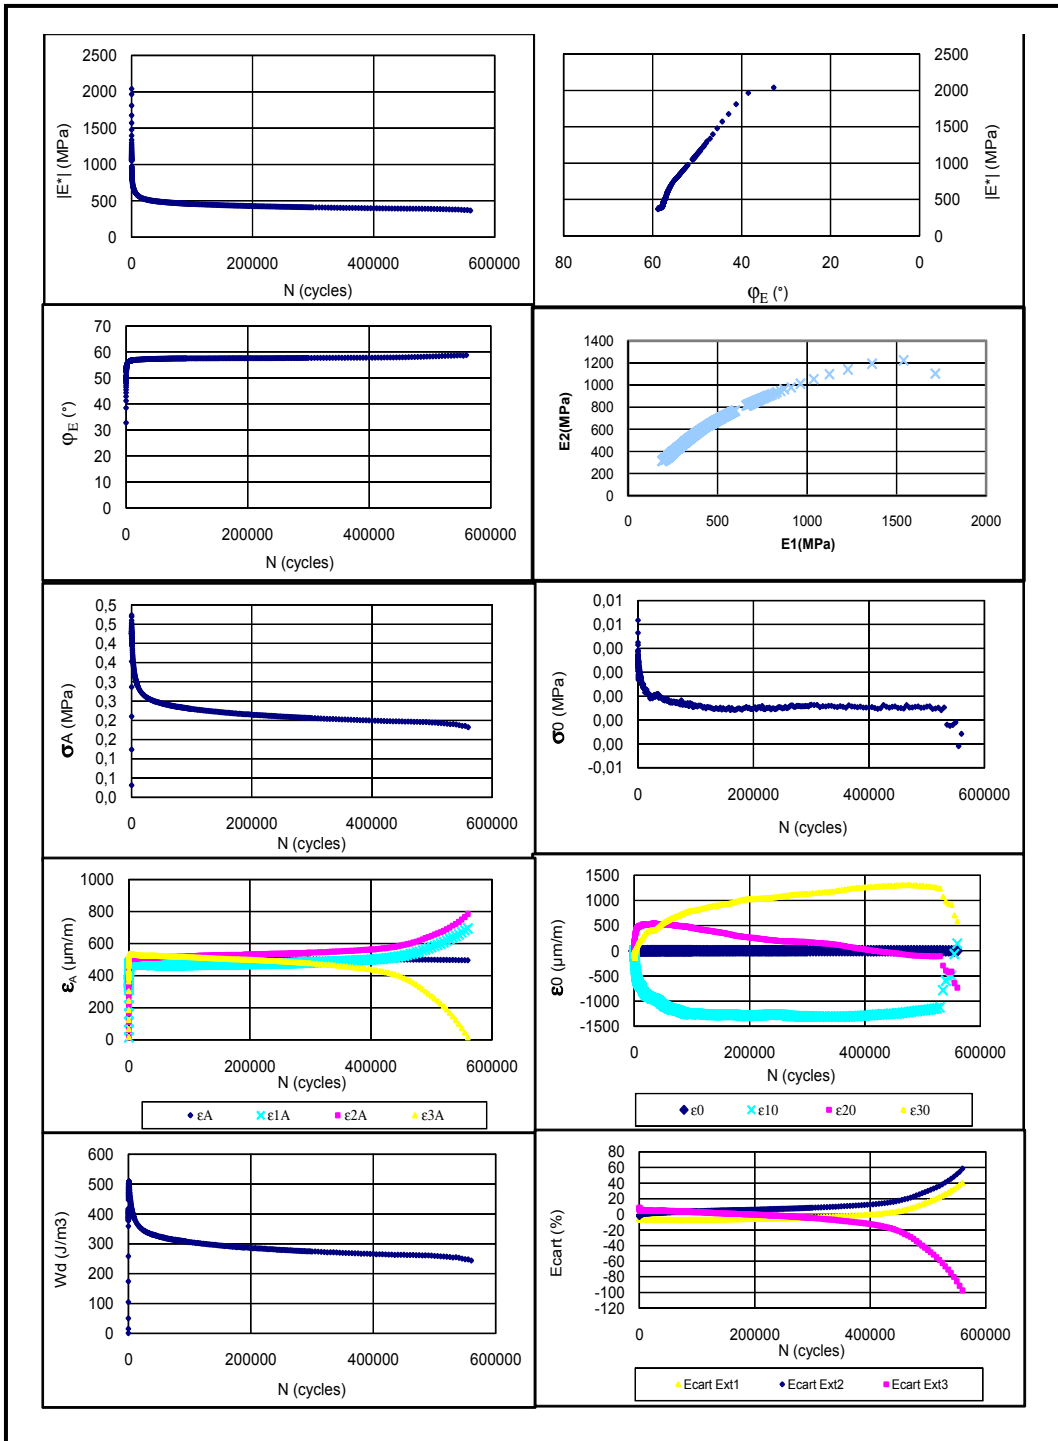 2500
2000
1500
1000
500
0
|E*| (MPa)
0 200000 400000 600000
N (cycles)
2500
2000
1500
1000
500
0
|E*| (MPa)
80 60 40 20 0
φE (°)
70
60
50
40
30
20
10
0
φE (°)
0 200000 400000 600000
N (cycles)
1400
1200
1000
800
600
400
200
0
E2(MPa)
0 500 1000 1500 2000
E1(MPa)
0,5
0,5
0,4
0,4
0,3
0,3
0,2
0,2
0,1
0,1
0,0
σA (MPa)
0 200000 400000 600000
N (cycles)
0,01
0,01
0,00
0,00
0,00
0,00
0,00
-0,01
σ0 (MPa)
0 200000 400000 600000
N (cycles)
1000
800
600
400
200
0
εA (µm/m)
0 200000 400000 600000
N (cycles)
εA ε1A ε2A ε3A
1500
1000
500
0
-500
-1000
-1500
ε0 (µm/m)
0 200000 400000 600000
N (cycles)
ε0 ε10 ε20 ε30
600
500
400
300
200
100
0
Wd (J/m3)
0 200000 400000 600000
N (cycles)
80
60
40
20
0
-20
-40
-60
-80
-100
-120
Ecart (%)
0 200000 400000 600000
N (cycles)
Ecart Ext1 Ecart Ext2 Ecart Ext3